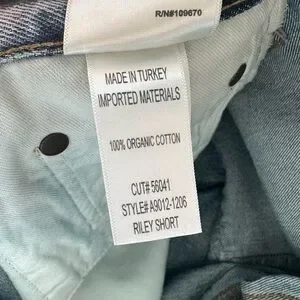 R/N#109670
MADE IN TURKEY
IMPORTED MATERIALS
100% ORGANIC COTTON
CUT# 56041
STYLE# A9012-1206
RILEY SHORT